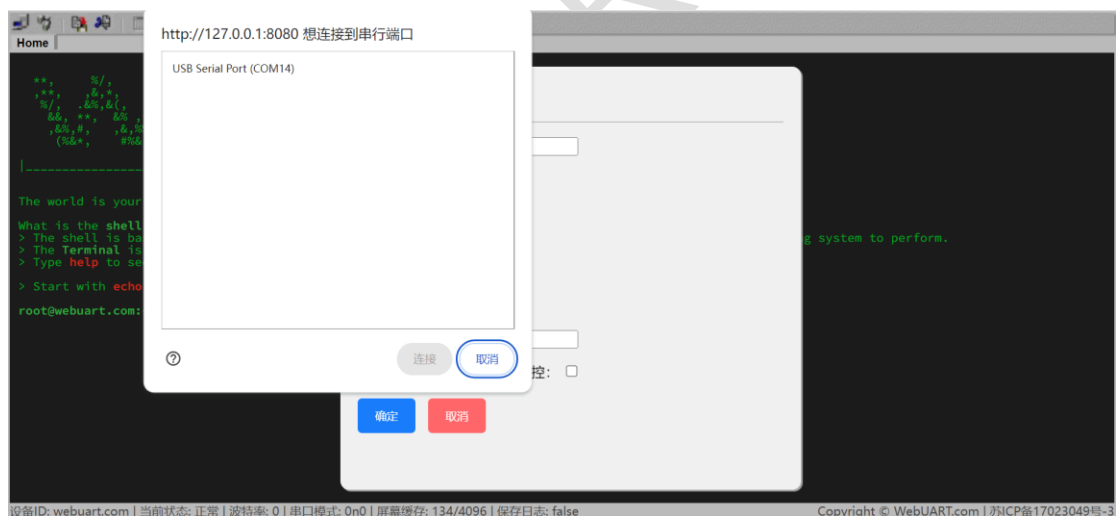 Home
http://127.0.0.1:8080 想连接到串行端口
USB Serial Port (COM14)
The world is your
What is the shell
> The shell is ba
g system to perform.
> The Terminal is
> Type help to se
> Start with echo
root@webuart.com:
连接
取消
控:
确定
取消
设备ID: webuart.com | 当前状态: 正常 | 波特率: 0 | 串口模式: 0n0 | 屏幕缓存: 134/4096 | 保存日志: false
Copyright © WebUART.com | 苏ICP备17023049号-3